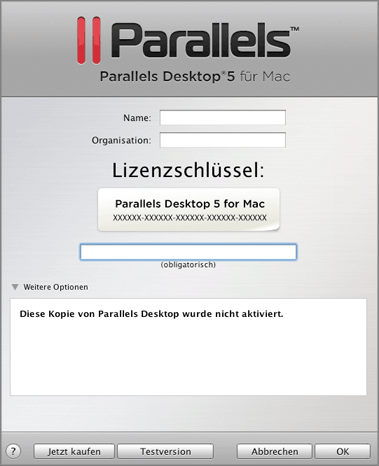 Parallels™
Parallels Desktop®5 für Mac
Name:
Organisation:
Lizenzschlüssel:
Parallels Desktop 5 for Mac
XXXXXX-XXXXXX-XXXXXX-XXXXXX-XXXXXX
(obligatorisch)
Weitere Optionen
Diese Kopie von Parallels Desktop wurde nicht aktiviert.
? Jetzt kaufen Testversion Abbrechen OK